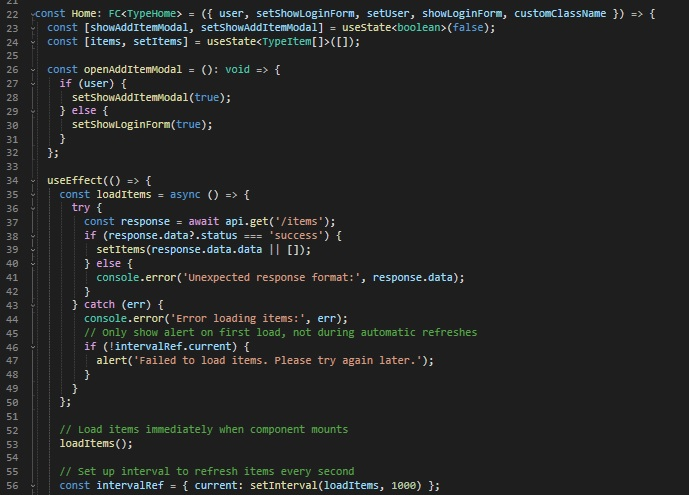 21
22 const Home: FC<TypeHome> = ({ user, setShowLoginForm, setUser, showLoginForm, customClassName }) => {
23 const [showAddItemModal, setShowAddItemModal] = useState<boolean>(false);
24 const [items, setItems] = useState<TypeItem[]>([]);
25
26 const openAddItemModal = (): void => {
27 if (user) {
28 setShowAddItemModal(true);
29 } else {
30 setShowLoginForm(true);
31 }
32 };
33
34 useEffect(() => {
35 const loadItems = async () => {
36 try {
37 const response = await api.get('/items');
38 if (response.data?.status === 'success') {
39 setItems(response.data.data || []);
40 } else {
41 console.error('Unexpected response format:', response.data);
42 }
43 } catch (err) {
44 console.error('Error loading items:', err);
45 // Only show alert on first load, not during automatic refreshes
46 if (!intervalRef.current) {
47 alert('Failed to load items. Please try again later.');
48 }
49 }
50 };
51
52 // Load items immediately when component mounts
53 loadItems();
54
55 // Set up interval to refresh items every second
56 const intervalRef = { current: setInterval(loadItems, 1000) };